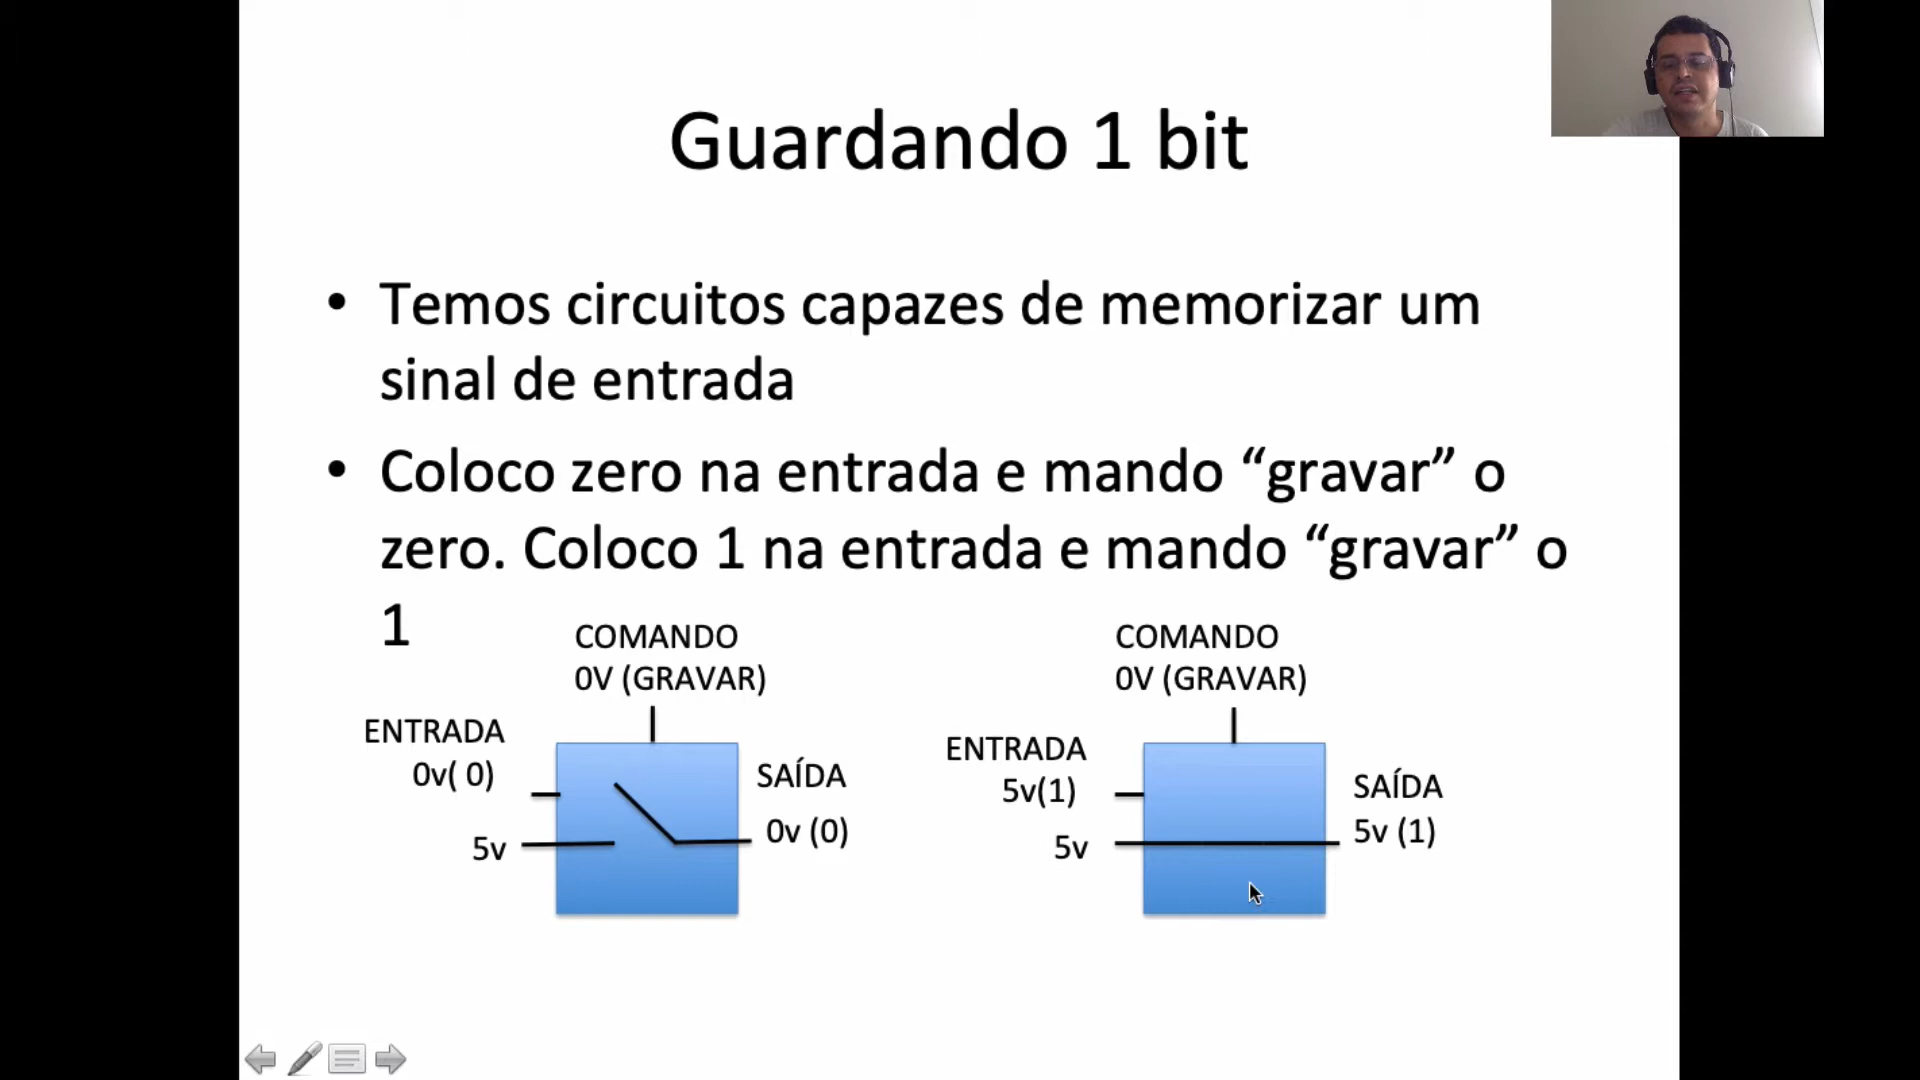 Guardando 1 bit
• Temos circuitos capazes de memorizar um
sinal de entrada
• Coloco zero na entrada e mando “gravar” o
zero. Coloco 1 na entrada e mando “gravar” o
1
COMANDO
0V (GRAVAR)
ENTRADA
0v( 0)
5v
SAÍDA
0v (0)
COMANDO
0V (GRAVAR)
ENTRADA
5v(1)
5v
SAÍDA
5v (1)